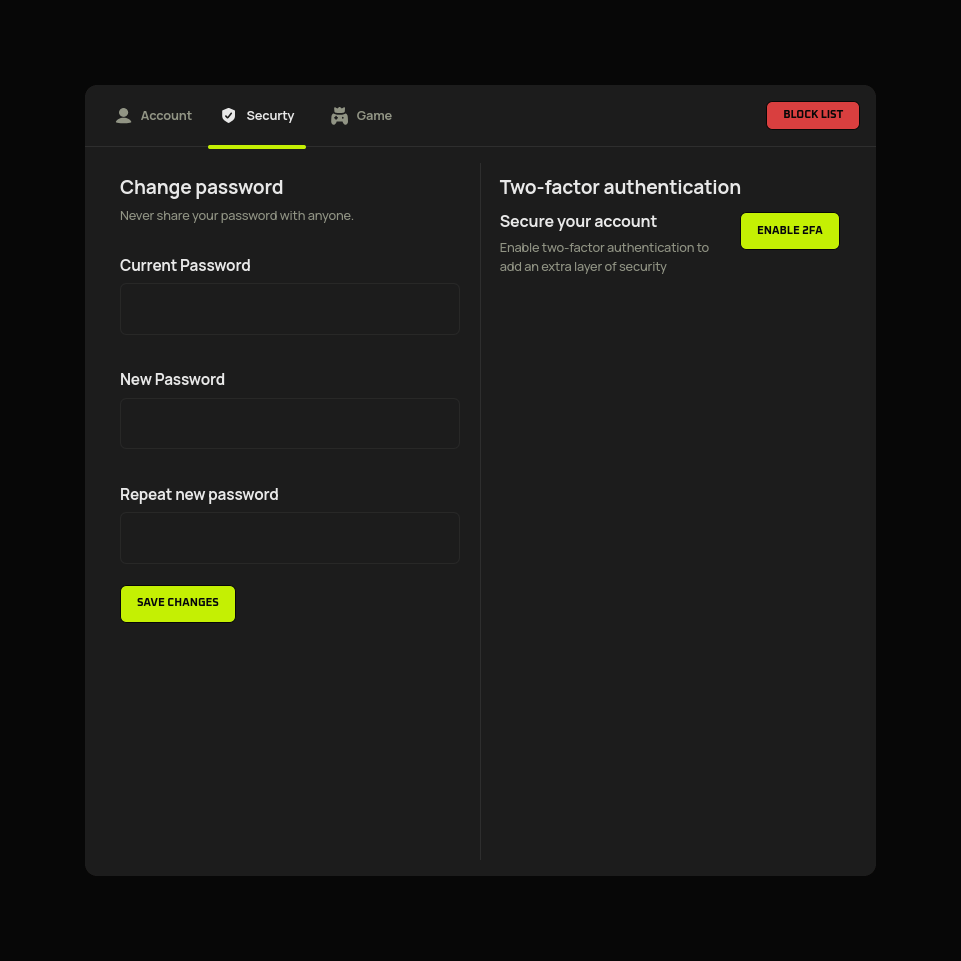 Account
Securty
Game
BLOCK LIST
Change password
Never share your password with anyone.
Current Password
New Password
Repeat new password
SAVE CHANGES
Two-factor authentication
Secure your account
Enable two-factor authentication to
add an extra layer of security
ENABLE 2FA